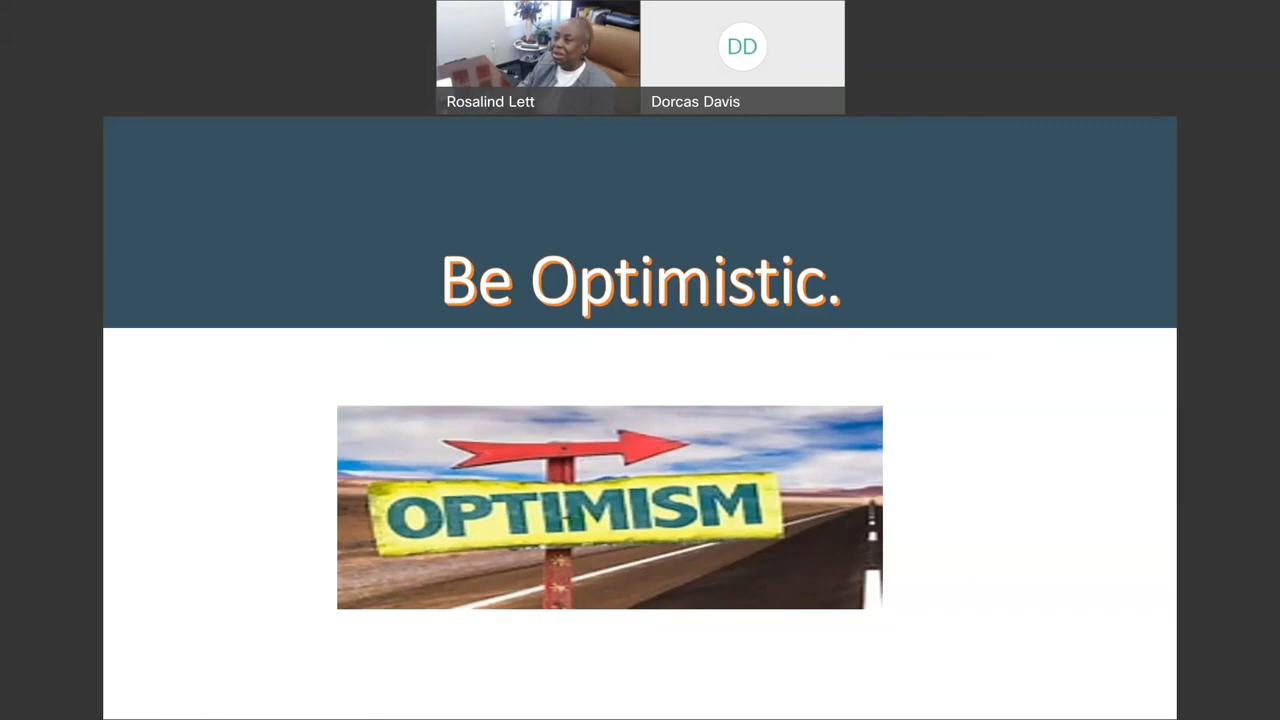 DD
Rosalind Lett
Dorcas Davis
Be Optimistic.
OPTIMISM